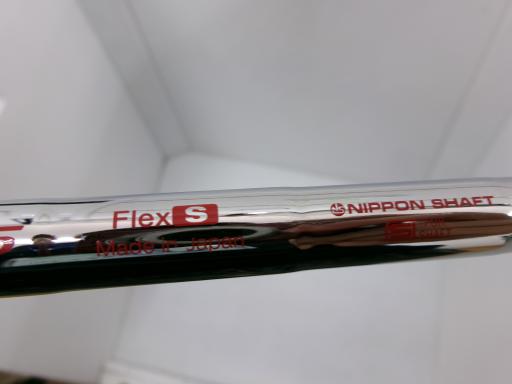 Flex S
Made in Japan
NIPPON SHAFT